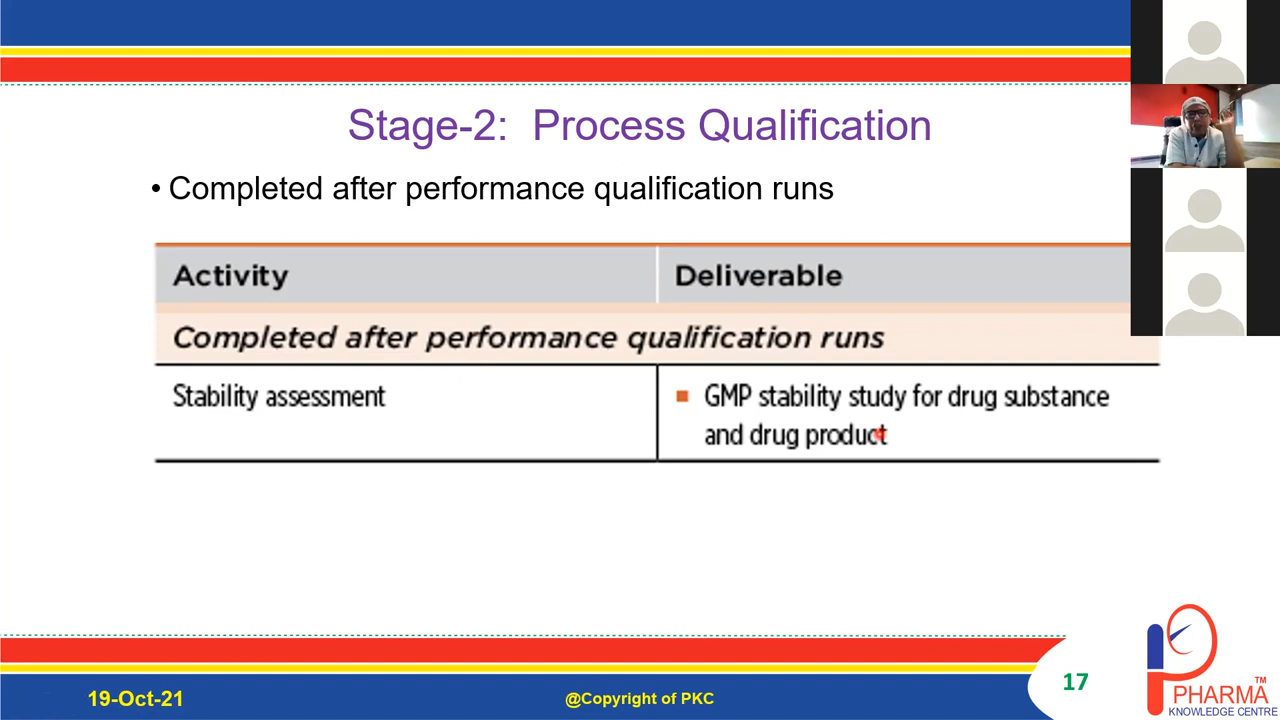 Stage-2: Process Qualification
• Completed after performance qualification runs
Activity Deliverable
Completed after performance qualification runs
Stability assessment ▪ GMP stability study for drug substance
and drug product
19-Oct-21
@Copyright of PKC
17
PHARMA TM
KNOWLEDGE CENTRE